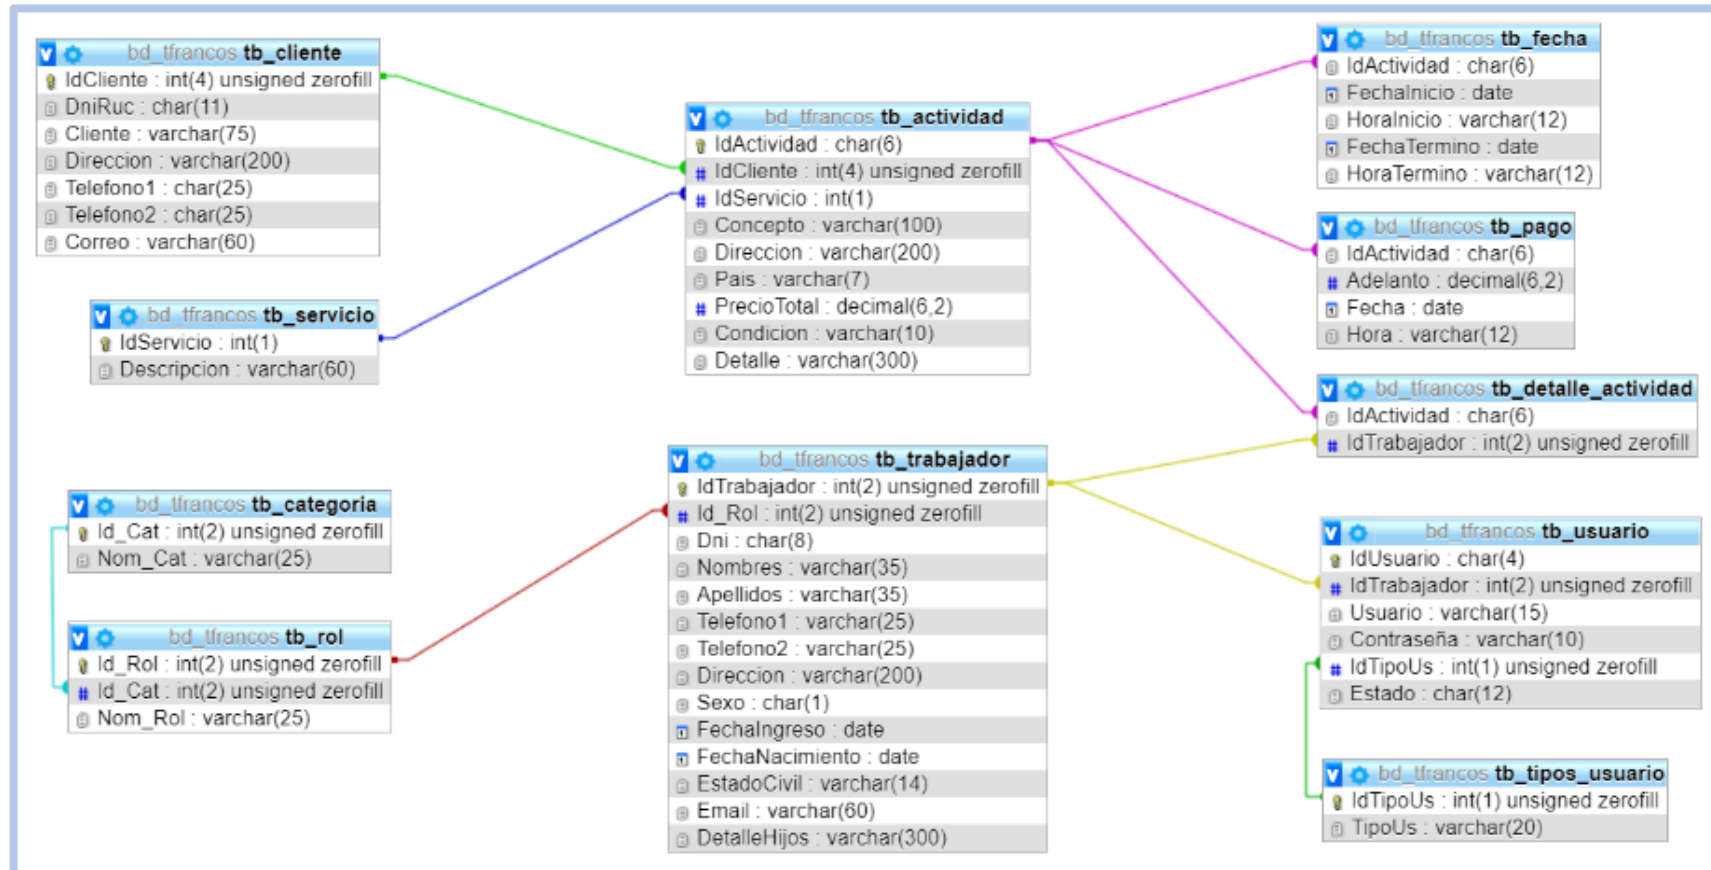 bd_tfrancos tb_cliente
IdCliente : int(4) unsigned zerofill
DniRuc : char(11)
Cliente : varchar(75)
Direccion : varchar(200)
Telefono1 : char(25)
Telefono2 : char(25)
Correo : varchar(60)
bd_tfrancos tb_servicio
IdServicio : int(1)
Descripcion : varchar(60)
bd_tfrancos tb_categoria
Id_Cat : int(2) unsigned zerofill
Nom_Cat : varchar(25)
bd_tfrancos tb_rol
Id_Rol : int(2) unsigned zerofill
Id_Cat : int(2) unsigned zerofill
Nom_Rol : varchar(25)
bd_tfrancos tb_actividad
IdActividad : char(6)
IdCliente : int(4) unsigned zerofill
IdServicio : int(1)
Concepto : varchar(100)
Direccion : varchar(200)
Pais : varchar(7)
PrecioTotal : decimal(6,2)
Condicion : varchar(10)
Detalle : varchar(300)
bd_tfrancos tb_trabajador
IdTrabajador : int(2) unsigned zerofill
Id_Rol : int(2) unsigned zerofill
Dni : char(8)
Nombres : varchar(35)
Apellidos : varchar(35)
Telefono1 : varchar(25)
Telefono2 : varchar(25)
Direccion : varchar(200)
Sexo : char(1)
FechaIngreso : date
FechaNacimiento : date
EstadoCivil : varchar(14)
Email : varchar(60)
DetalleHijos : varchar(300)
bd_tfrancos tb_fecha
IdActividad : char(6)
FechaInicio : date
HoraInicio : varchar(12)
FechaTermino : date
HoraTermino : varchar(12)
bd_tfrancos tb_pago
IdActividad : char(6)
Adelanto : decimal(6,2)
Fecha : date
Hora : varchar(12)
bd_tfrancos tb_detalle_actividad
IdActividad : char(6)
IdTrabajador : int(2) unsigned zerofill
bd_tfrancos tb_usuario
IdUsuario : char(4)
IdTrabajador : int(2) unsigned zerofill
Usuario : varchar(15)
Contraseña : varchar(10)
IdTipoUs : int(1) unsigned zerofill
Estado : char(12)
bd_tfrancos tb_tipos_usuario
IdTipoUs : int(1) unsigned zerofill
TipoUs : varchar(20)